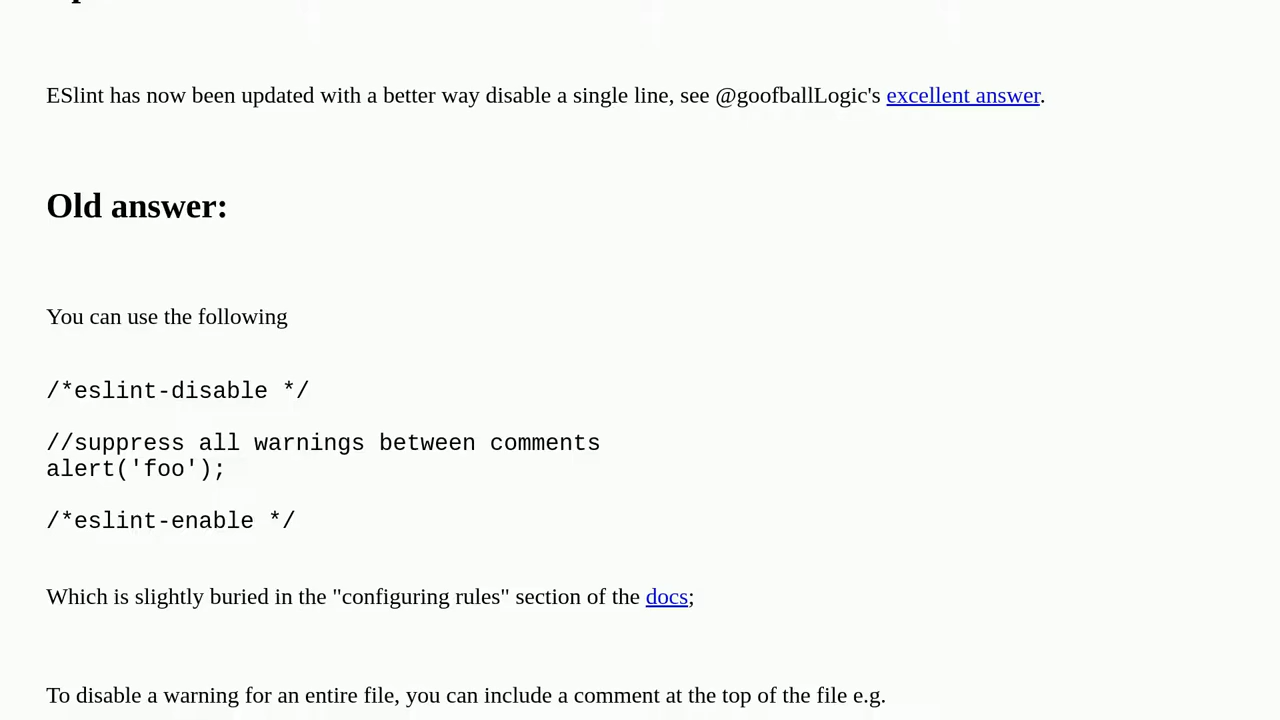 ESlint has now been updated with a better way disable a single line, see @goofballLogic's excellent answer.
Old answer:
You can use the following
/*eslint-disable */
//suppress all warnings between comments
alert('foo');
/*eslint-enable */
Which is slightly buried in the "configuring rules" section of the docs;
To disable a warning for an entire file, you can include a comment at the top of the file e.g.